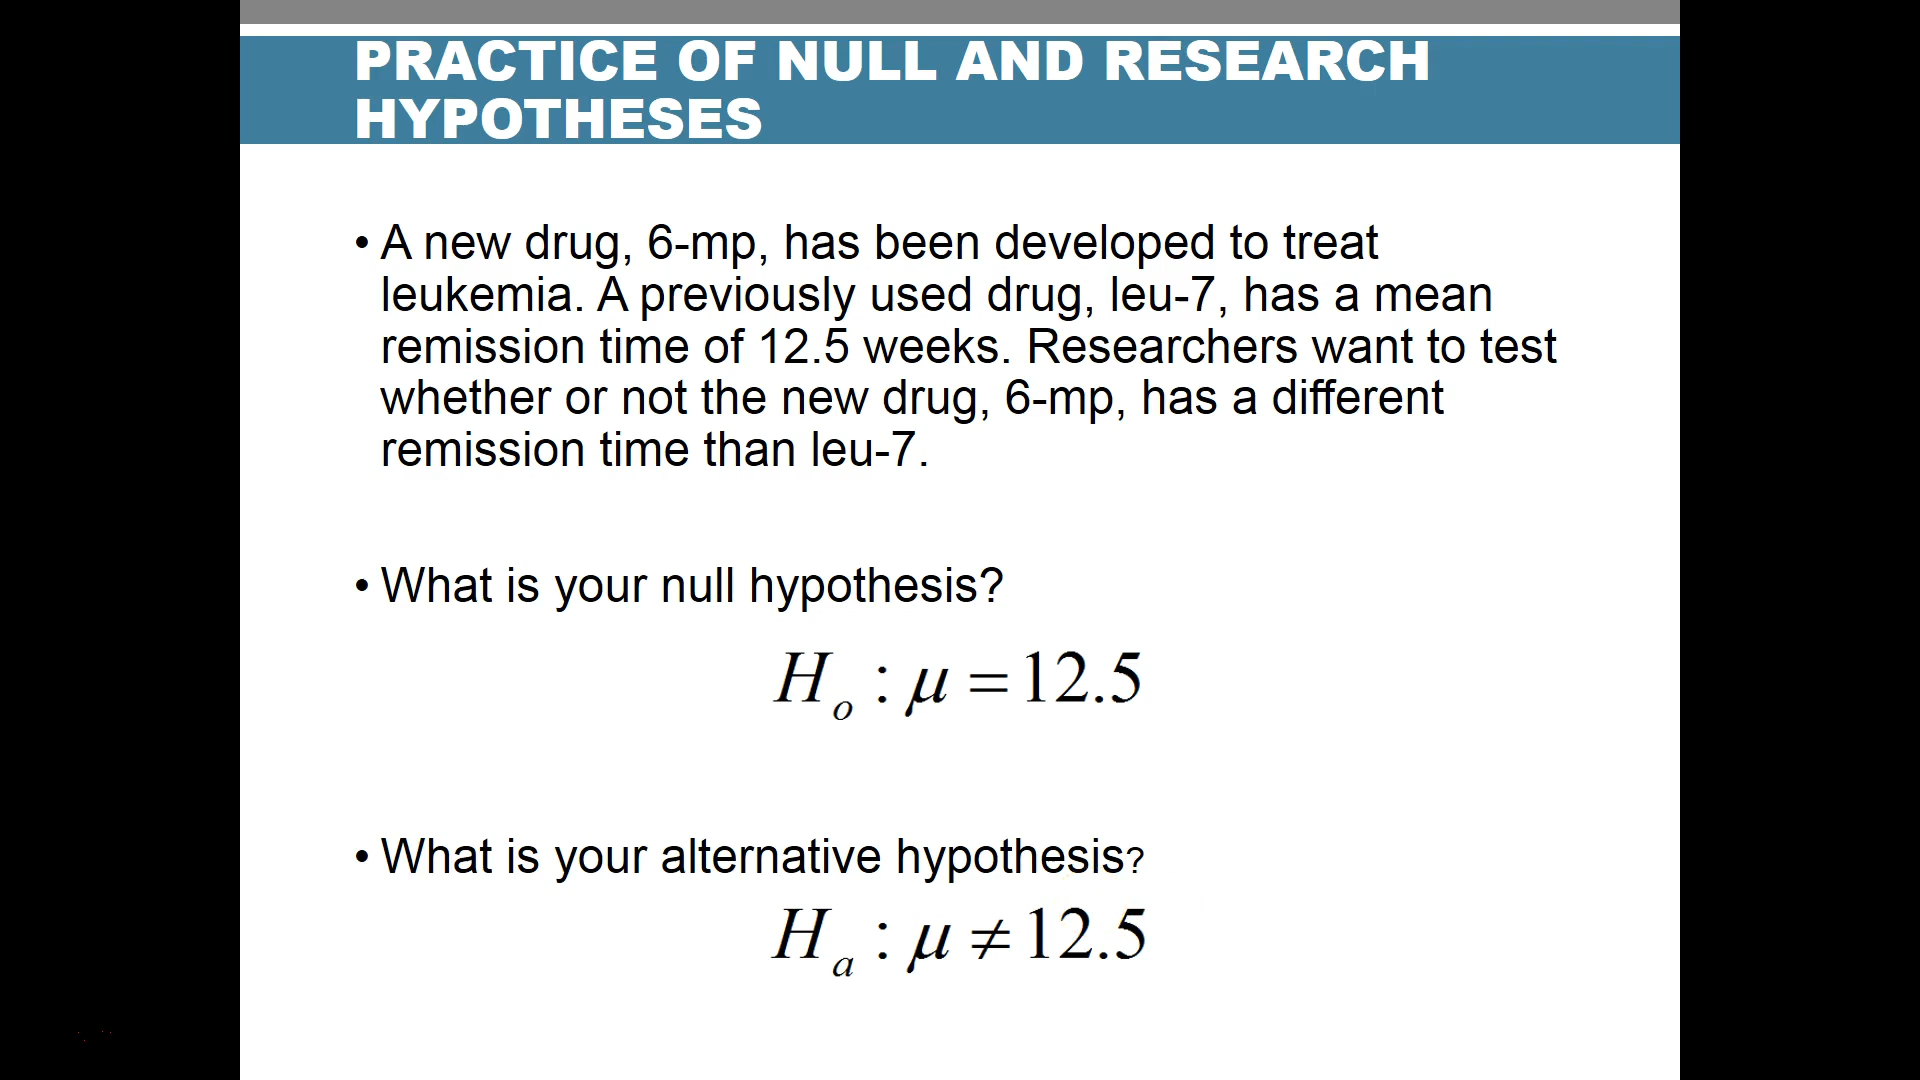 PRACTICE OF NULL AND RESEARCH
HYPOTHESES
• A new drug, 6-mp, has been developed to treat
leukemia. A previously used drug, leu-7, has a mean
remission time of 12.5 weeks. Researchers want to test
whether or not the new drug, 6-mp, has a different
remission time than leu-7.
• What is your null hypothesis?
Hₒ : μ = 12.5
• What is your alternative hypothesis?
Hₐ : μ ≠ 12.5